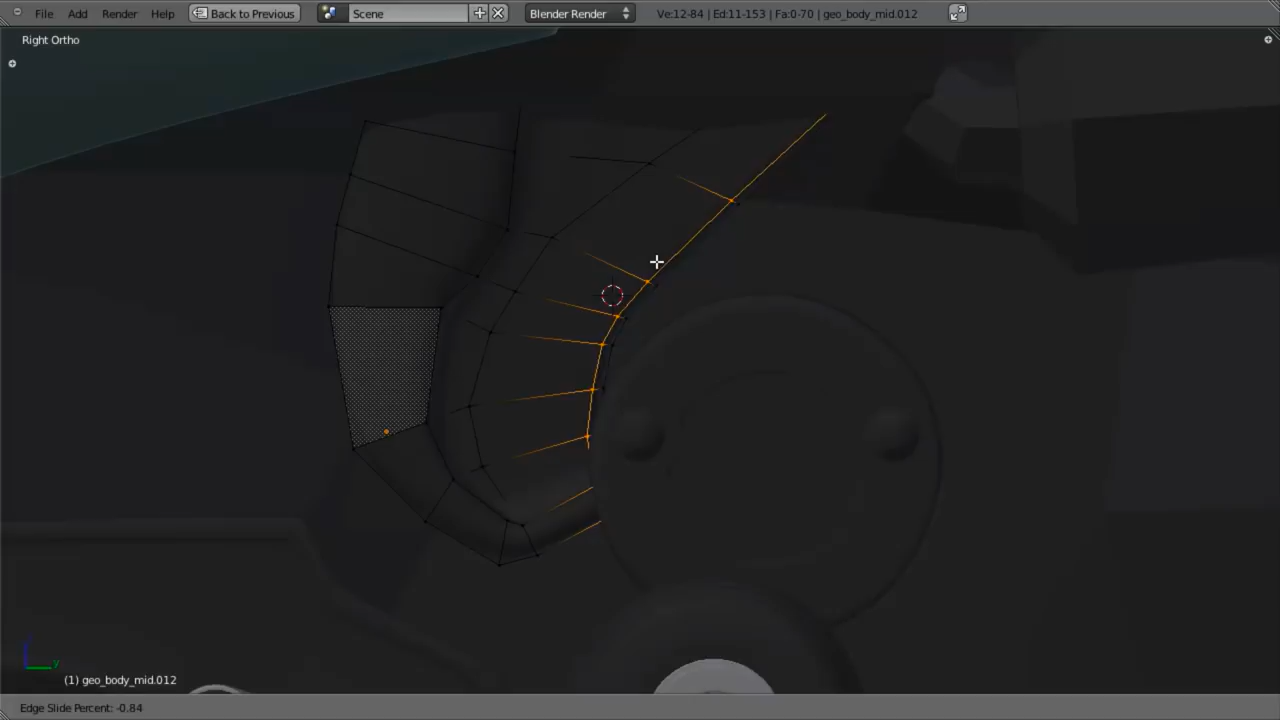 File Add Render Help Back to Previous Scene Blender Render Ve:12-84 | Ed:11-153 | Fa:0-70 | geo_body_mid.012
Right Ortho
y
(1) geo_body_mid.012
Edge Slide Percent: -0.84